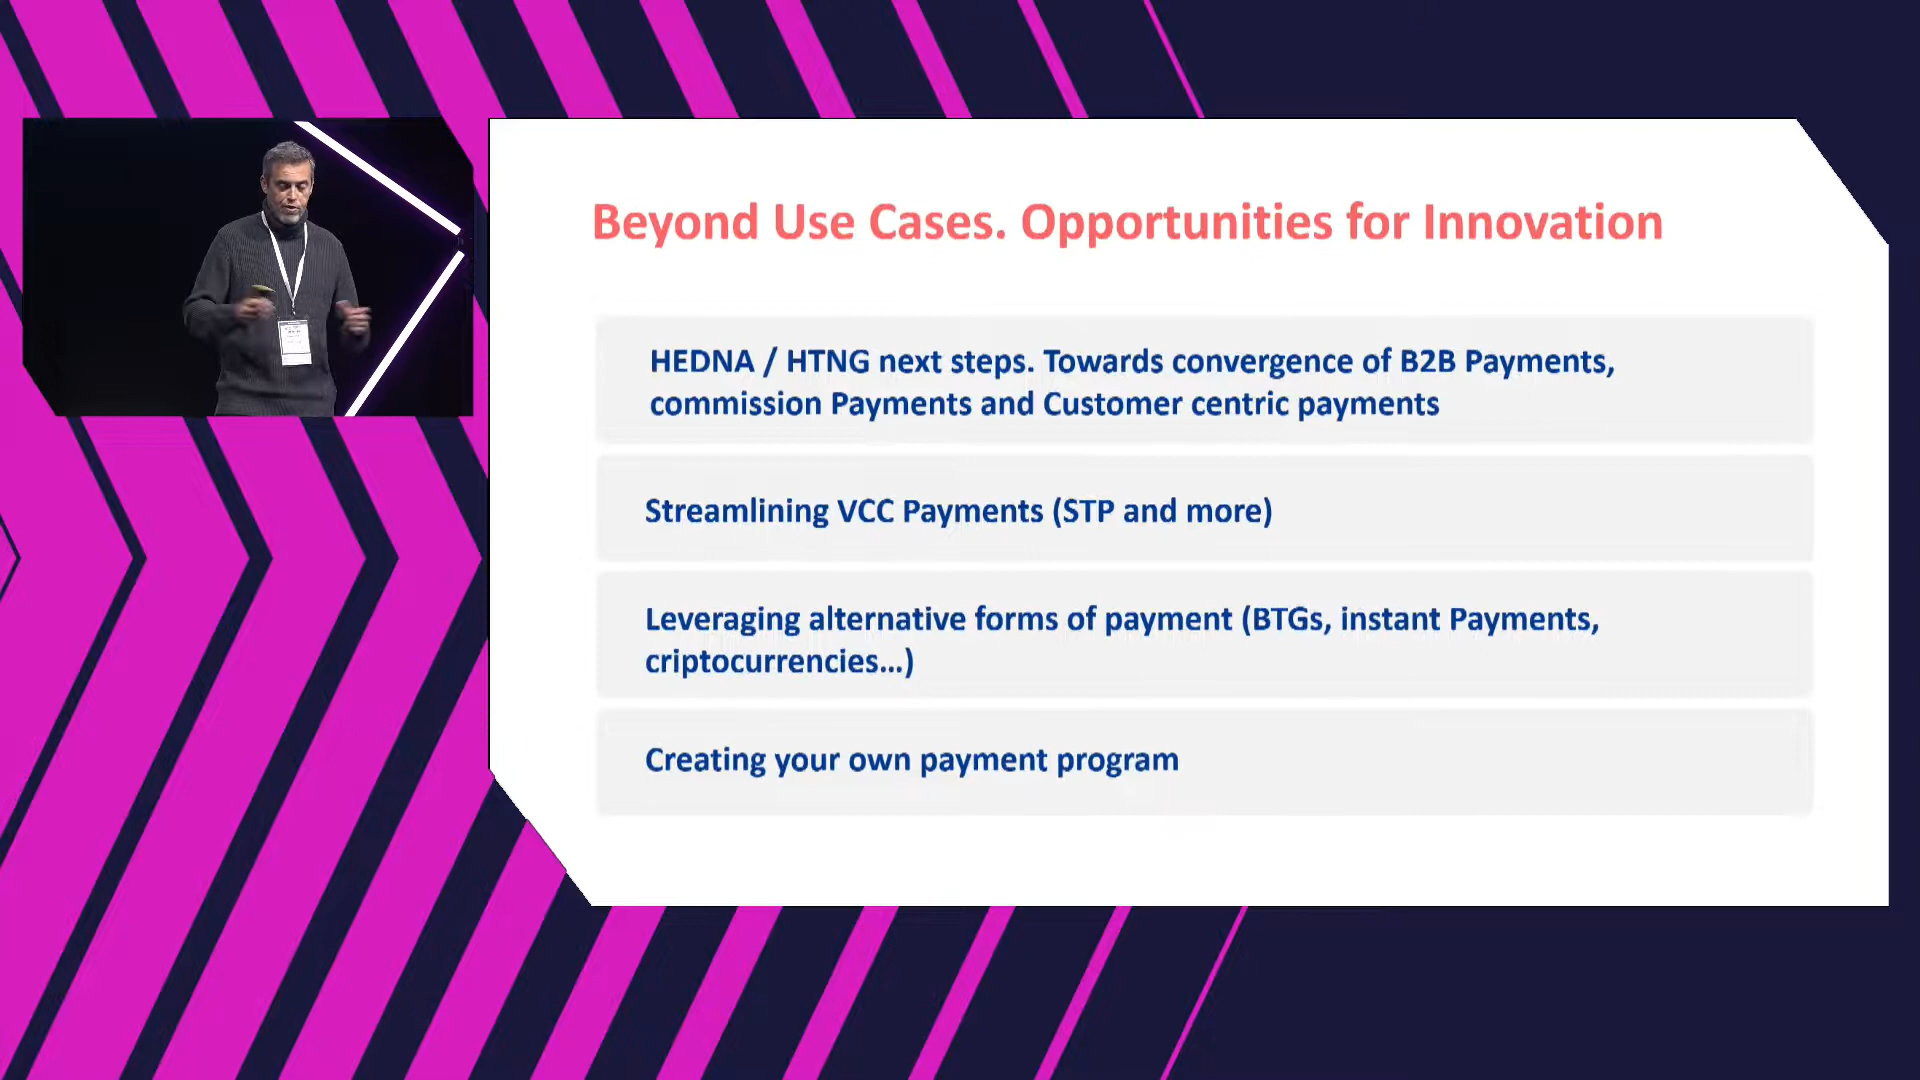 Beyond Use Cases. Opportunities for Innovation
HEDNA / HTNG next steps. Towards convergence of B2B Payments,
commission Payments and Customer centric payments
Streamlining VCC Payments (STP and more)
Leveraging alternative forms of payment (BTGs, instant Payments,
criptocurrencies...)
Creating your own payment program